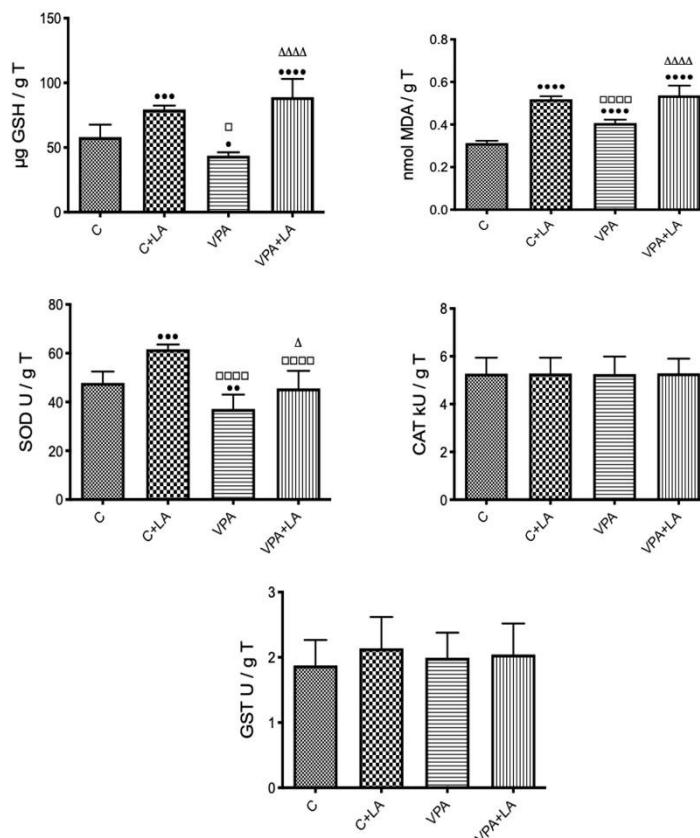 150
100
50
0
µg GSH / g T
•••
□
•
ΔΔΔΔ
••••
C
C+LA
VPA
VPA+LA
0.8
0.6
0.4
0.2
0.0
nmol MDA / g T
••••
□□□□
••••
ΔΔΔΔ
••••
C
C+LA
VPA
VPA+LA
80
60
40
20
0
SOD U / g T
•••
□□□□
••
Δ
□□□□
C
C+LA
VPA
VPA+LA
8
6
4
2
0
CAT kU / g T
C
C+LA
VPA
VPA+LA
3
2
1
0
GST U / g T
C
C+LA
VPA
VPA+LA